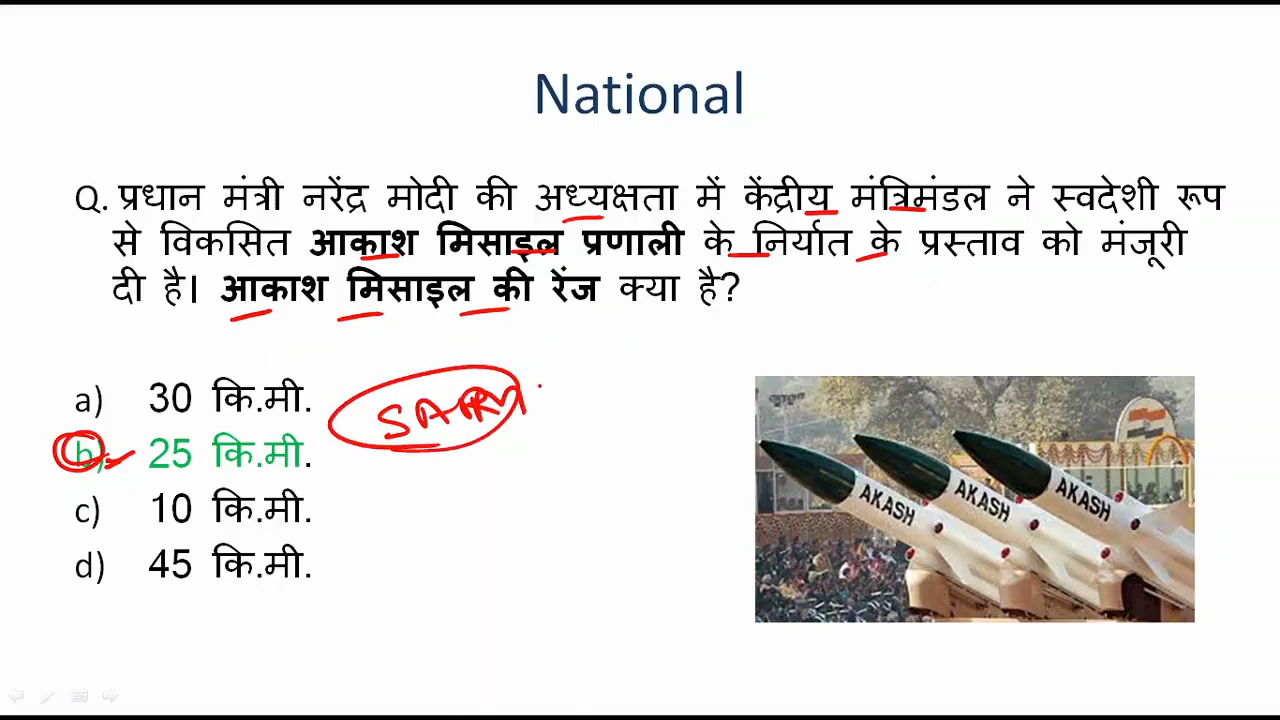 National
Q. प्रधान मंत्री नरेंद्र मोदी की अध्यक्षता में केंद्रीय मंत्रिमंडल ने स्वदेशी रूप
से विकसित आकाश मिसाइल प्रणाली के निर्यात के प्रस्ताव को मंजूरी
दी है। आकाश मिसाइल की रेंज क्या है?
a) 30 कि.मी.
b) 25 कि.मी.
c) 10 कि.मी.
d) 45 कि.मी.
AKASH
AKASH
AKASH